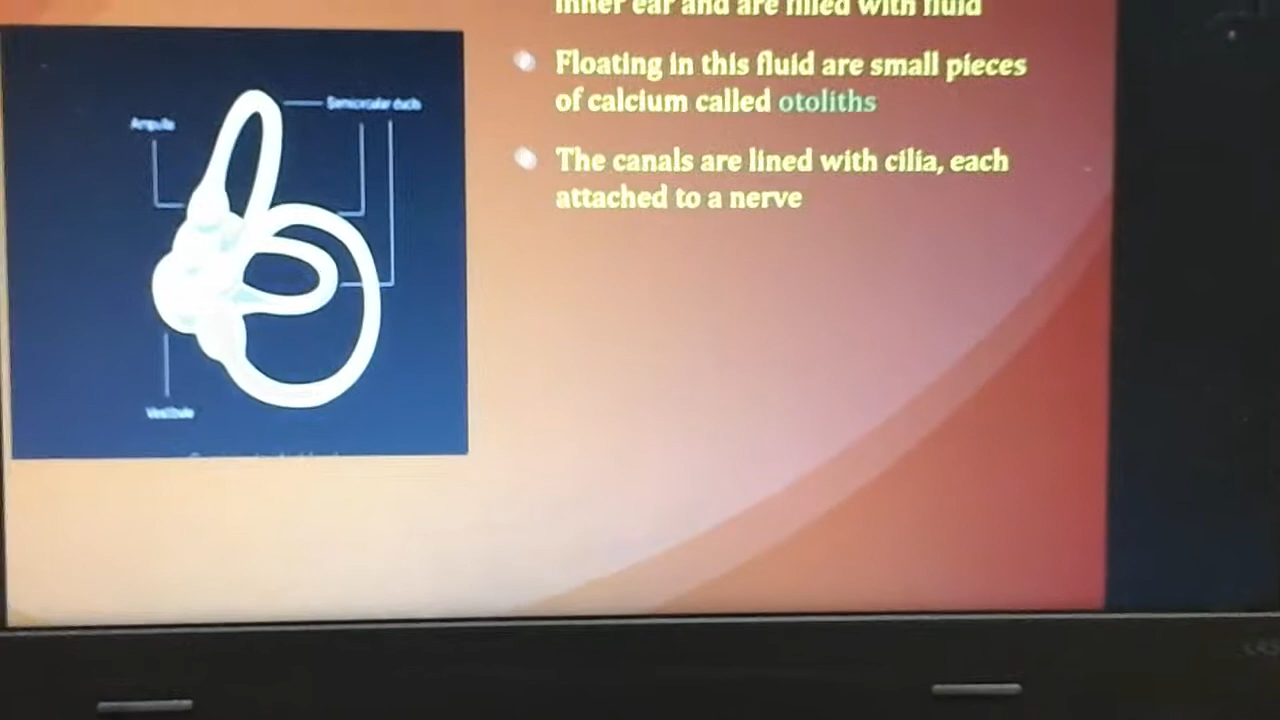 inner ear and are filled with fluid
Floating in this fluid are small pieces
of calcium called otoliths
The canals are lined with cilia, each
attached to a nerve
Semicircular ducts
Ampulla
Vestibule